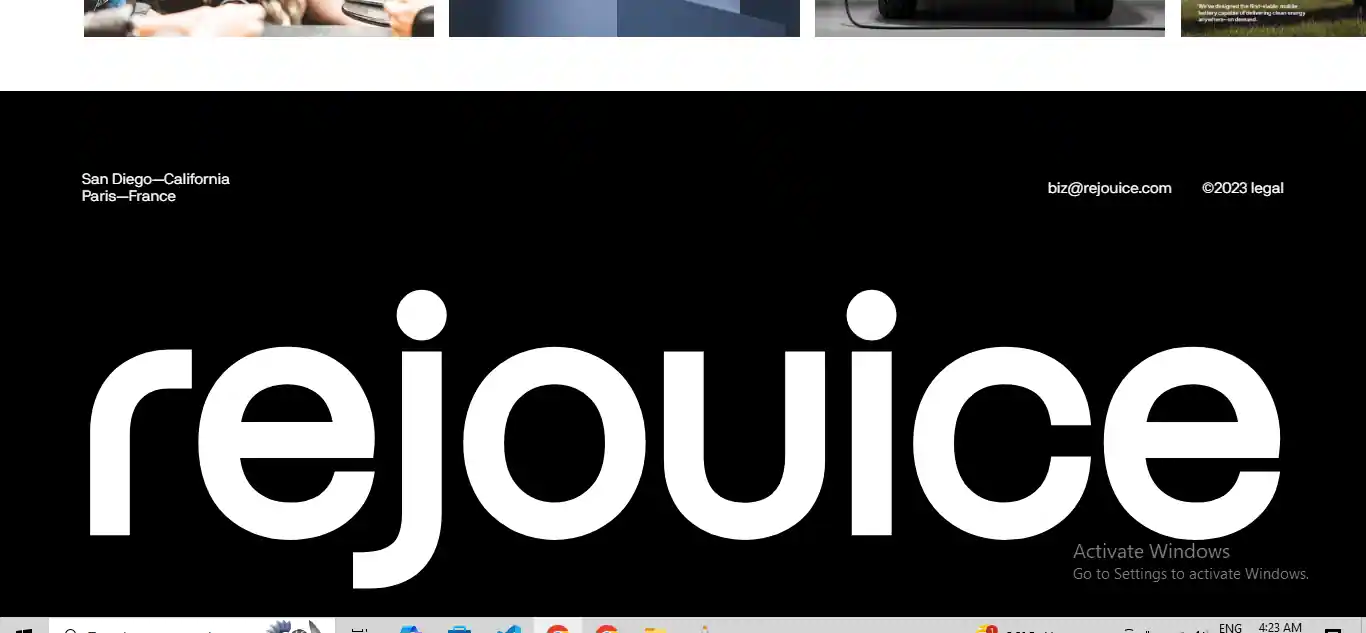 "We've designed the first-viable mobile
battery capable of delivering clean energy
anywhere—on demand.
San Diego—California
Paris—France
biz@rejouice.com
©2023 legal
rejouice
Activate Windows
Go to Settings to activate Windows.
ENG
4:23 AM